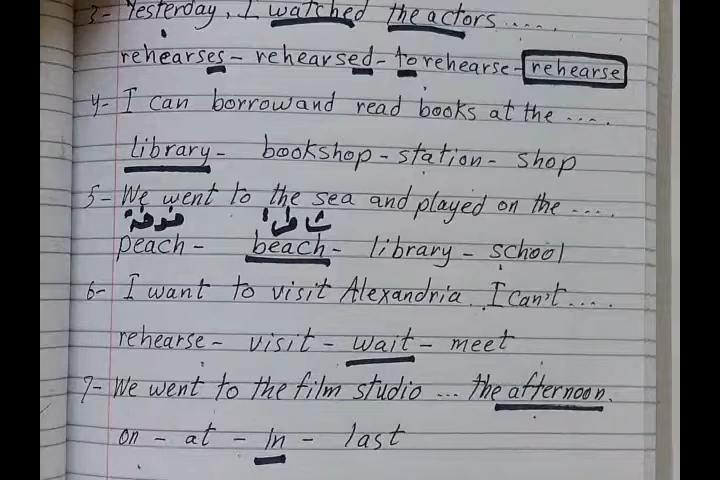 3- Yesterday, I watched the actors .....
rehearses - rehearsed - to rehearse - rehearse
4- I can borrow and read books at the ....
library - bookshop - station - shop
5- We went to the sea and played on the ....
خوخة شاطئ
peach - beach - library - school
6- I want to visit Alexandria. I can't ....
rehearse - visit - wait - meet
7- We went to the film studio ... the afternoon.
on - at - in - last